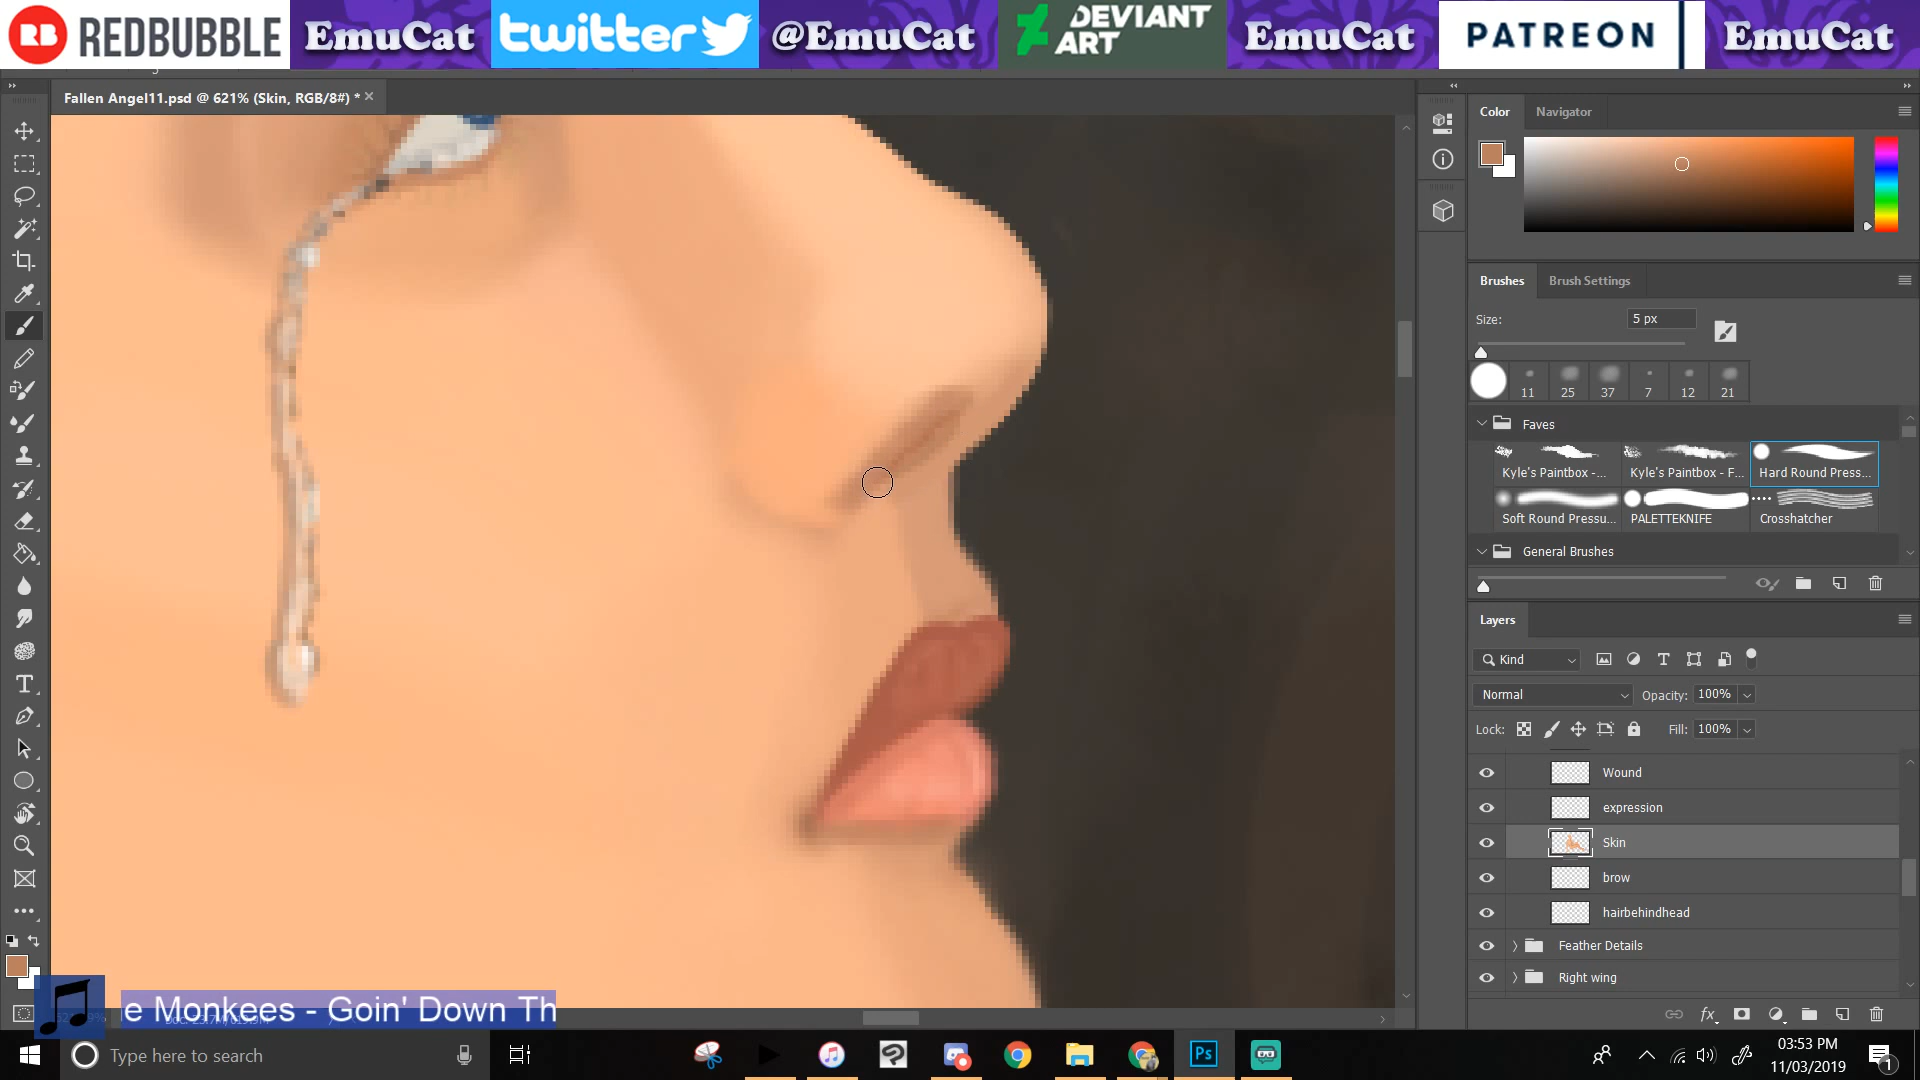 RB REDBUBBLE EmuCat twitter @EmuCat DEVIANT ART EmuCat PATREON EmuCat
Fallen Angel11.psd @ 621% (Skin, RGB/8#) * ×
Color Navigator
Brushes Brush Settings
Size: 5 px
11 25 37 7 12 21
Faves
Kyle's Paintbox -... Kyle's Paintbox - F... Hard Round Press...
Soft Round Pressu... PALETTEKNIFE Crosshatcher
General Brushes
Layers
Kind
Normal Opacity: 100%
Lock: Fill: 100%
Wound
expression
Skin
brow
hairbehindhead
Feather Details
Right wing
e Monkees - Goin' Down Th
fx
Type here to search
Ps
03:53 PM
11/03/2019
1